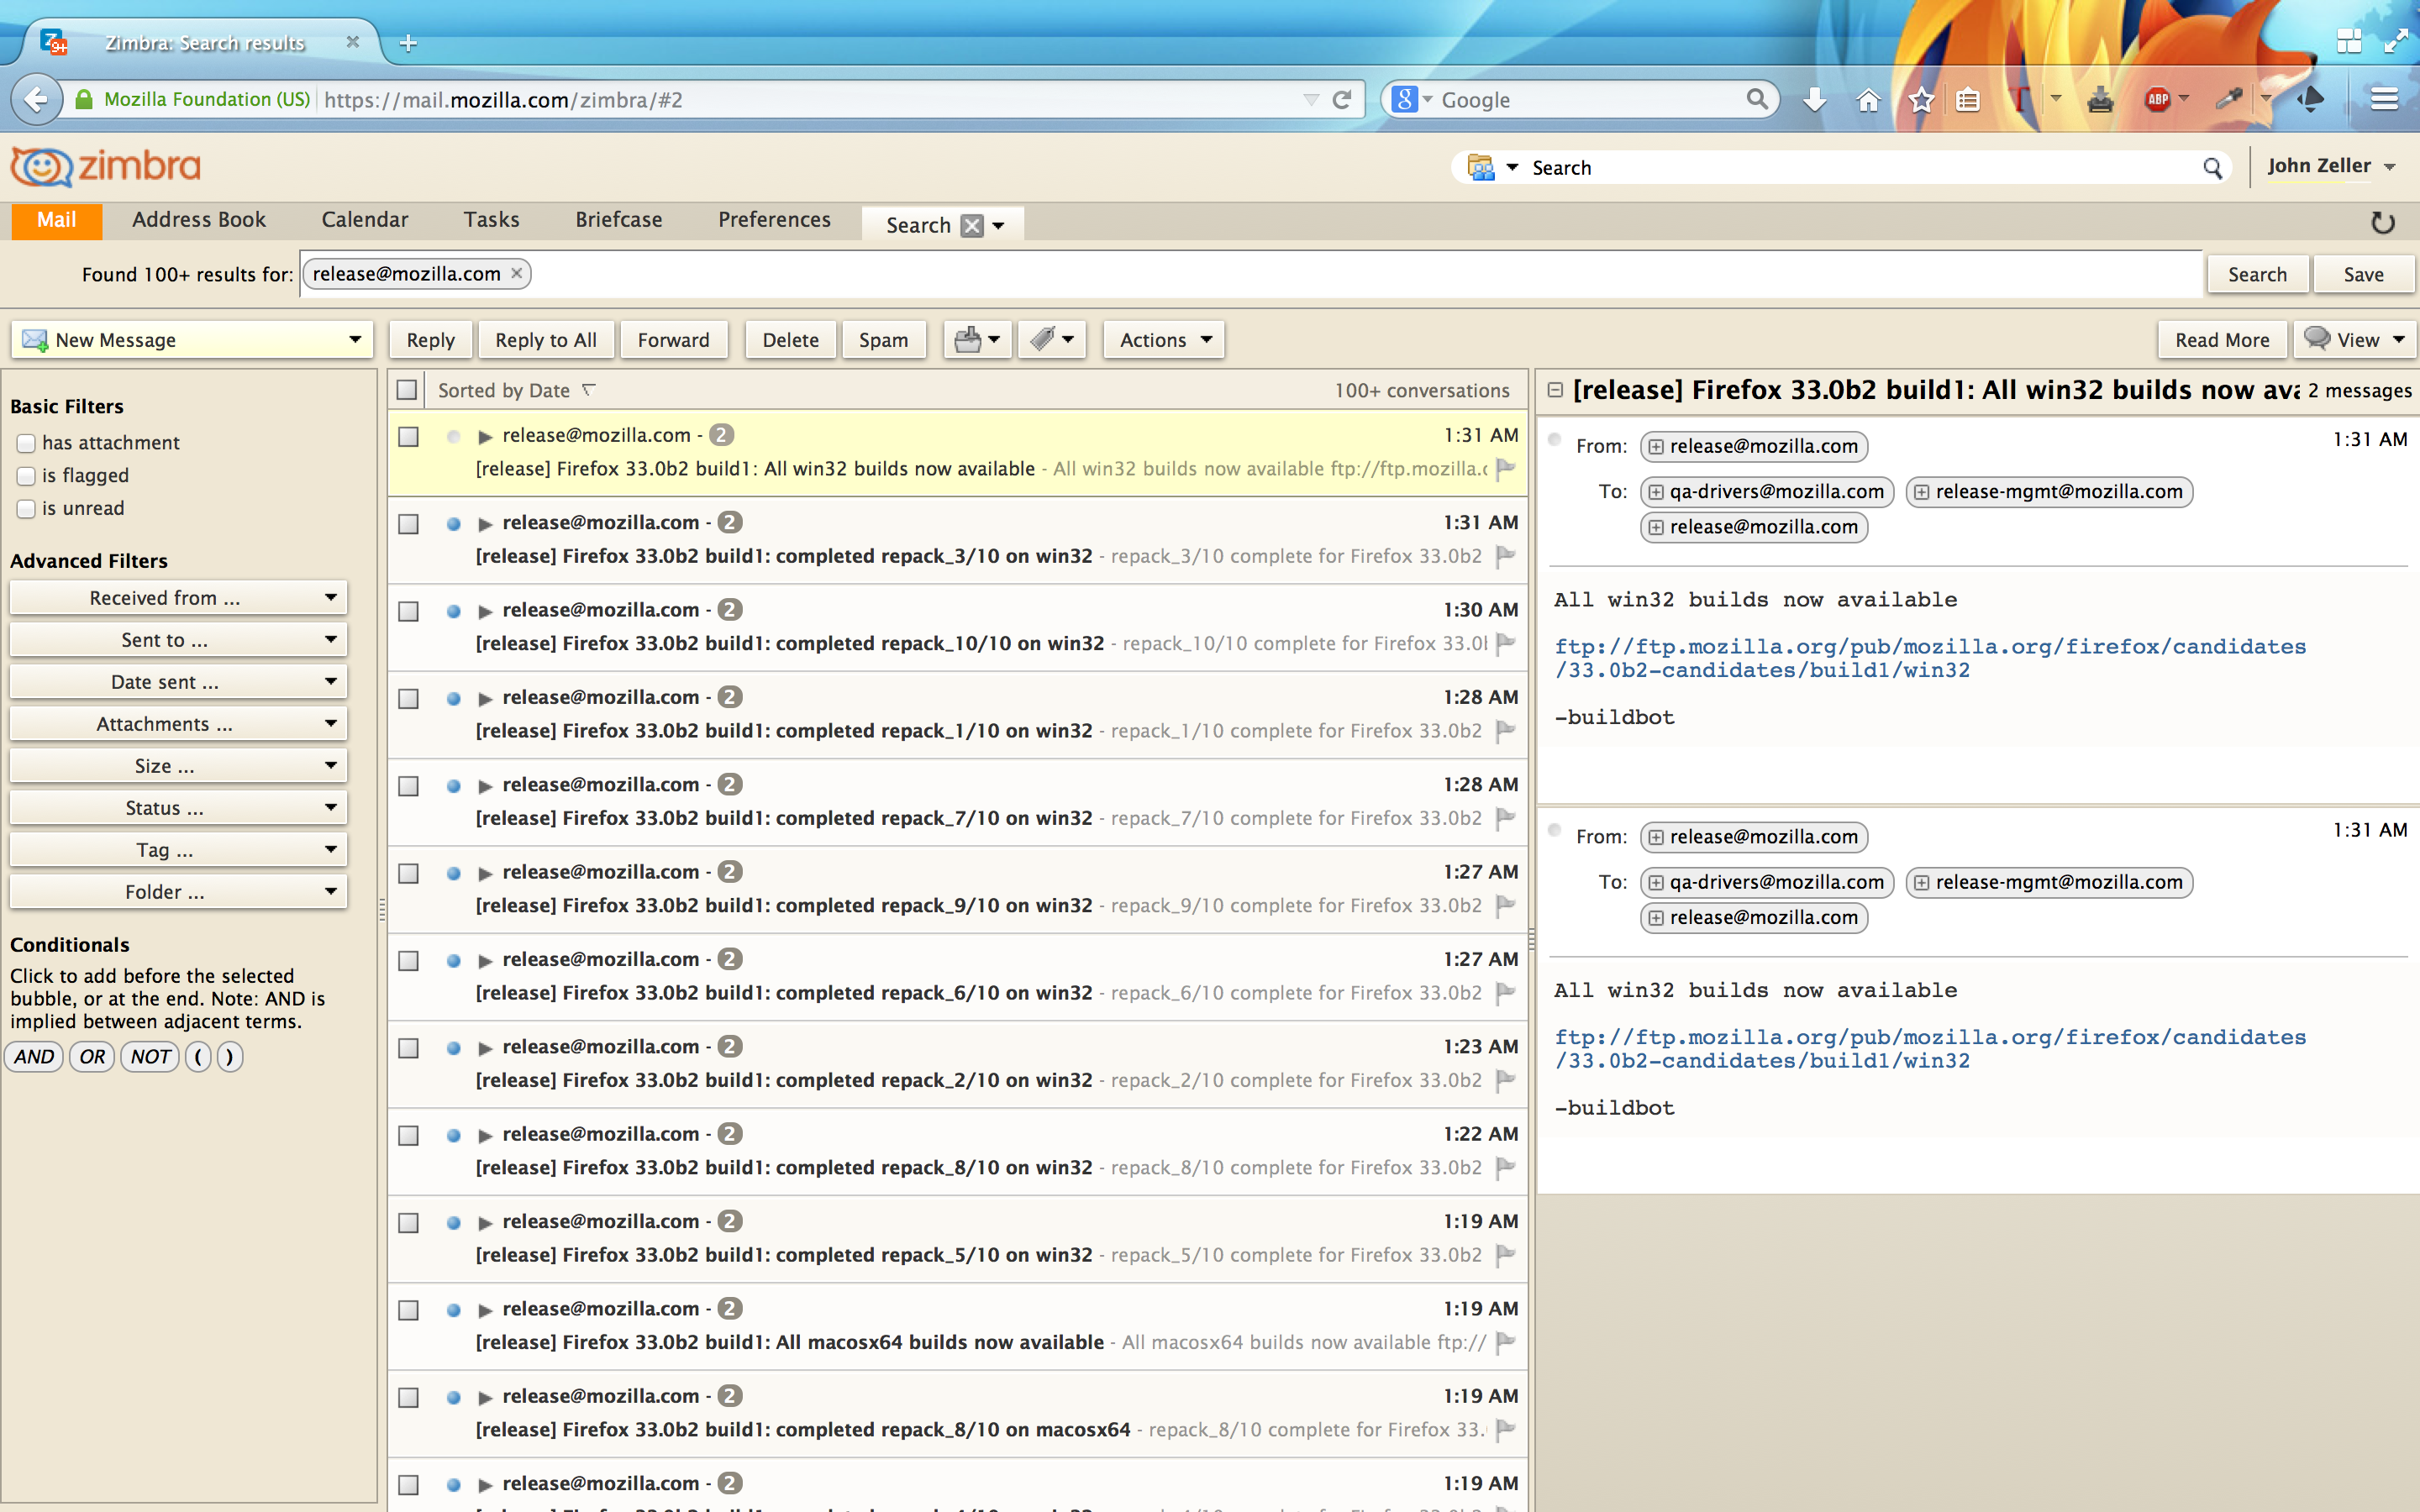 Zimbra: Search results
Mozilla Foundation (US) https://mail.mozilla.com/zimbra/#2
Google
ABP
zimbra
Search
John Zeller
Mail Address Book Calendar Tasks Briefcase Preferences Search
Found 100+ results for: release@mozilla.com
Search Save
New Message
Reply Reply to All Forward Delete Spam Actions Read More View
Basic Filters
has attachment
is flagged
is unread
Advanced Filters
Received from ...
Sent to ...
Date sent ...
Attachments ...
Size ...
Status ...
Tag ...
Folder ...
Conditionals
Click to add before the selected
bubble, or at the end. Note: AND is
implied between adjacent terms.
AND OR NOT ( )
Sorted by Date 100+ conversations
release@mozilla.com - 2 1:31 AM
[release] Firefox 33.0b2 build1: All win32 builds now available - All win32 builds now available ftp://ftp.mozilla.
release@mozilla.com - 2 1:31 AM
[release] Firefox 33.0b2 build1: completed repack_3/10 on win32 - repack_3/10 complete for Firefox 33.0b2
release@mozilla.com - 2 1:30 AM
[release] Firefox 33.0b2 build1: completed repack_10/10 on win32 - repack_10/10 complete for Firefox 33.0
release@mozilla.com - 2 1:28 AM
[release] Firefox 33.0b2 build1: completed repack_1/10 on win32 - repack_1/10 complete for Firefox 33.0b2
release@mozilla.com - 2 1:28 AM
[release] Firefox 33.0b2 build1: completed repack_7/10 on win32 - repack_7/10 complete for Firefox 33.0b2
release@mozilla.com - 2 1:27 AM
[release] Firefox 33.0b2 build1: completed repack_9/10 on win32 - repack_9/10 complete for Firefox 33.0b2
release@mozilla.com - 2 1:27 AM
[release] Firefox 33.0b2 build1: completed repack_6/10 on win32 - repack_6/10 complete for Firefox 33.0b2
release@mozilla.com - 2 1:23 AM
[release] Firefox 33.0b2 build1: completed repack_2/10 on win32 - repack_2/10 complete for Firefox 33.0b2
release@mozilla.com - 2 1:22 AM
[release] Firefox 33.0b2 build1: completed repack_8/10 on win32 - repack_8/10 complete for Firefox 33.0b2
release@mozilla.com - 2 1:19 AM
[release] Firefox 33.0b2 build1: completed repack_5/10 on win32 - repack_5/10 complete for Firefox 33.0b2
release@mozilla.com - 2 1:19 AM
[release] Firefox 33.0b2 build1: All macosx64 builds now available - All macosx64 builds now available ftp://
release@mozilla.com - 2 1:19 AM
[release] Firefox 33.0b2 build1: completed repack_8/10 on macosx64 - repack_8/10 complete for Firefox 33.
release@mozilla.com - 2 1:19 AM
[release] Firefox 33.0b2 build1: All win32 builds now ava 2 messages
From: release@mozilla.com 1:31 AM
To: qa-drivers@mozilla.com release-mgmt@mozilla.com
release@mozilla.com
All win32 builds now available
ftp://ftp.mozilla.org/pub/mozilla.org/firefox/candidates
/33.0b2-candidates/build1/win32
-buildbot
From: release@mozilla.com 1:31 AM
To: qa-drivers@mozilla.com release-mgmt@mozilla.com
release@mozilla.com
All win32 builds now available
ftp://ftp.mozilla.org/pub/mozilla.org/firefox/candidates
/33.0b2-candidates/build1/win32
-buildbot